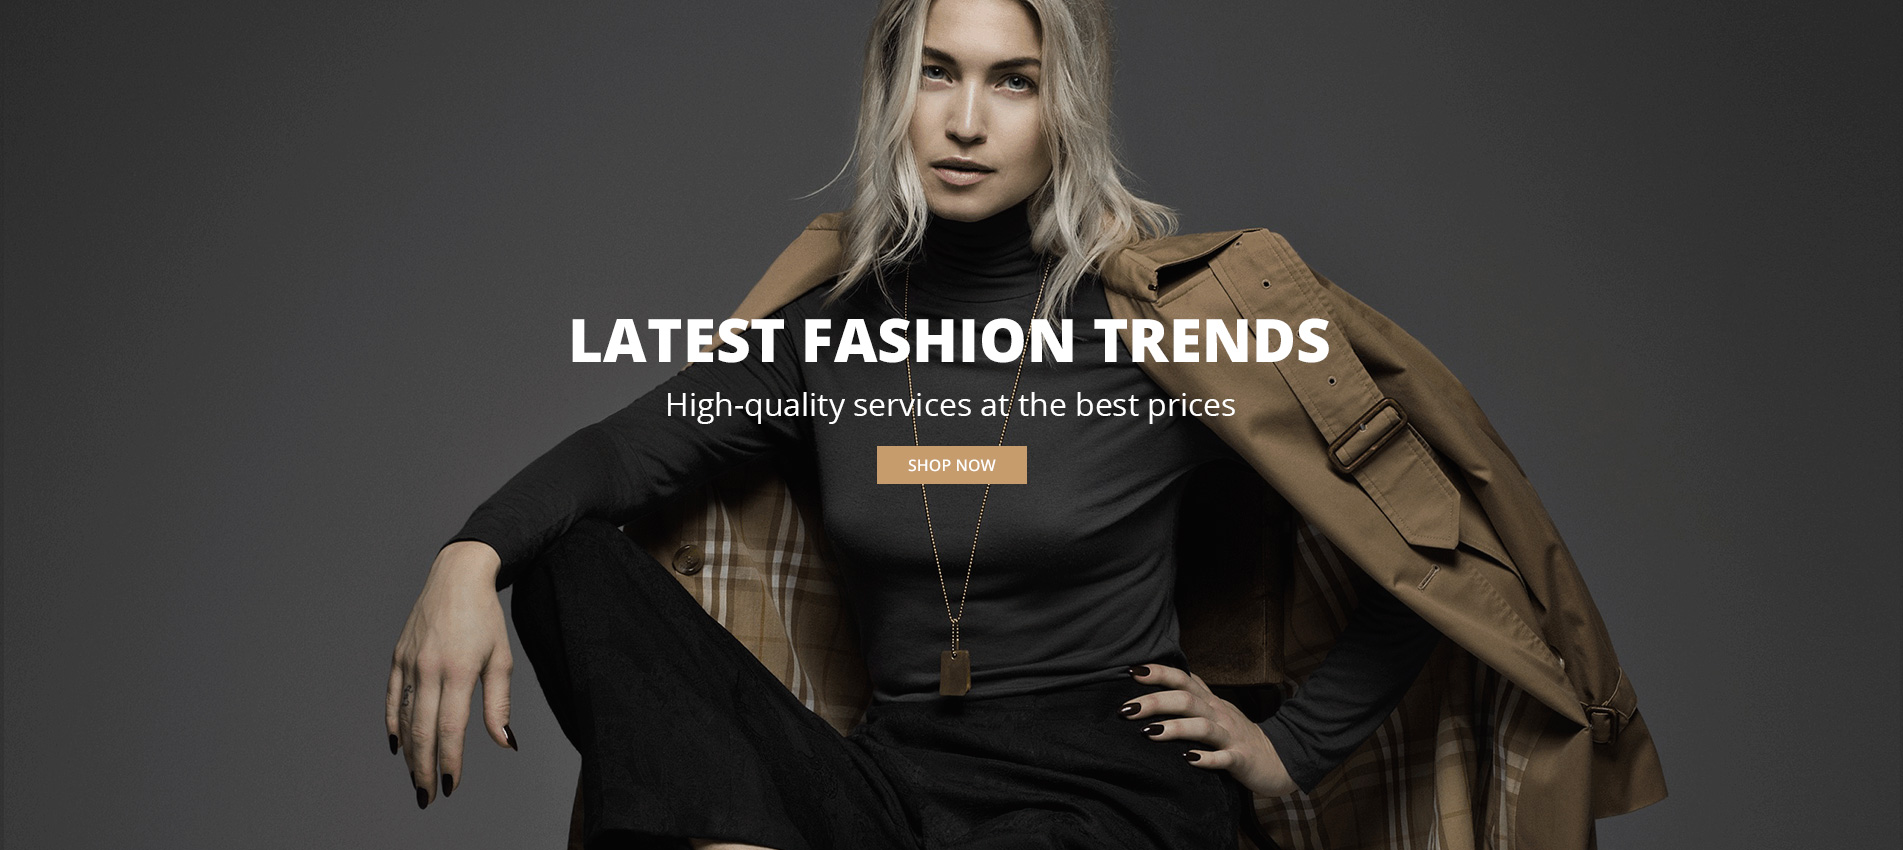 LATEST FASHION TRENDS
High-quality services at the best prices
SHOP NOW